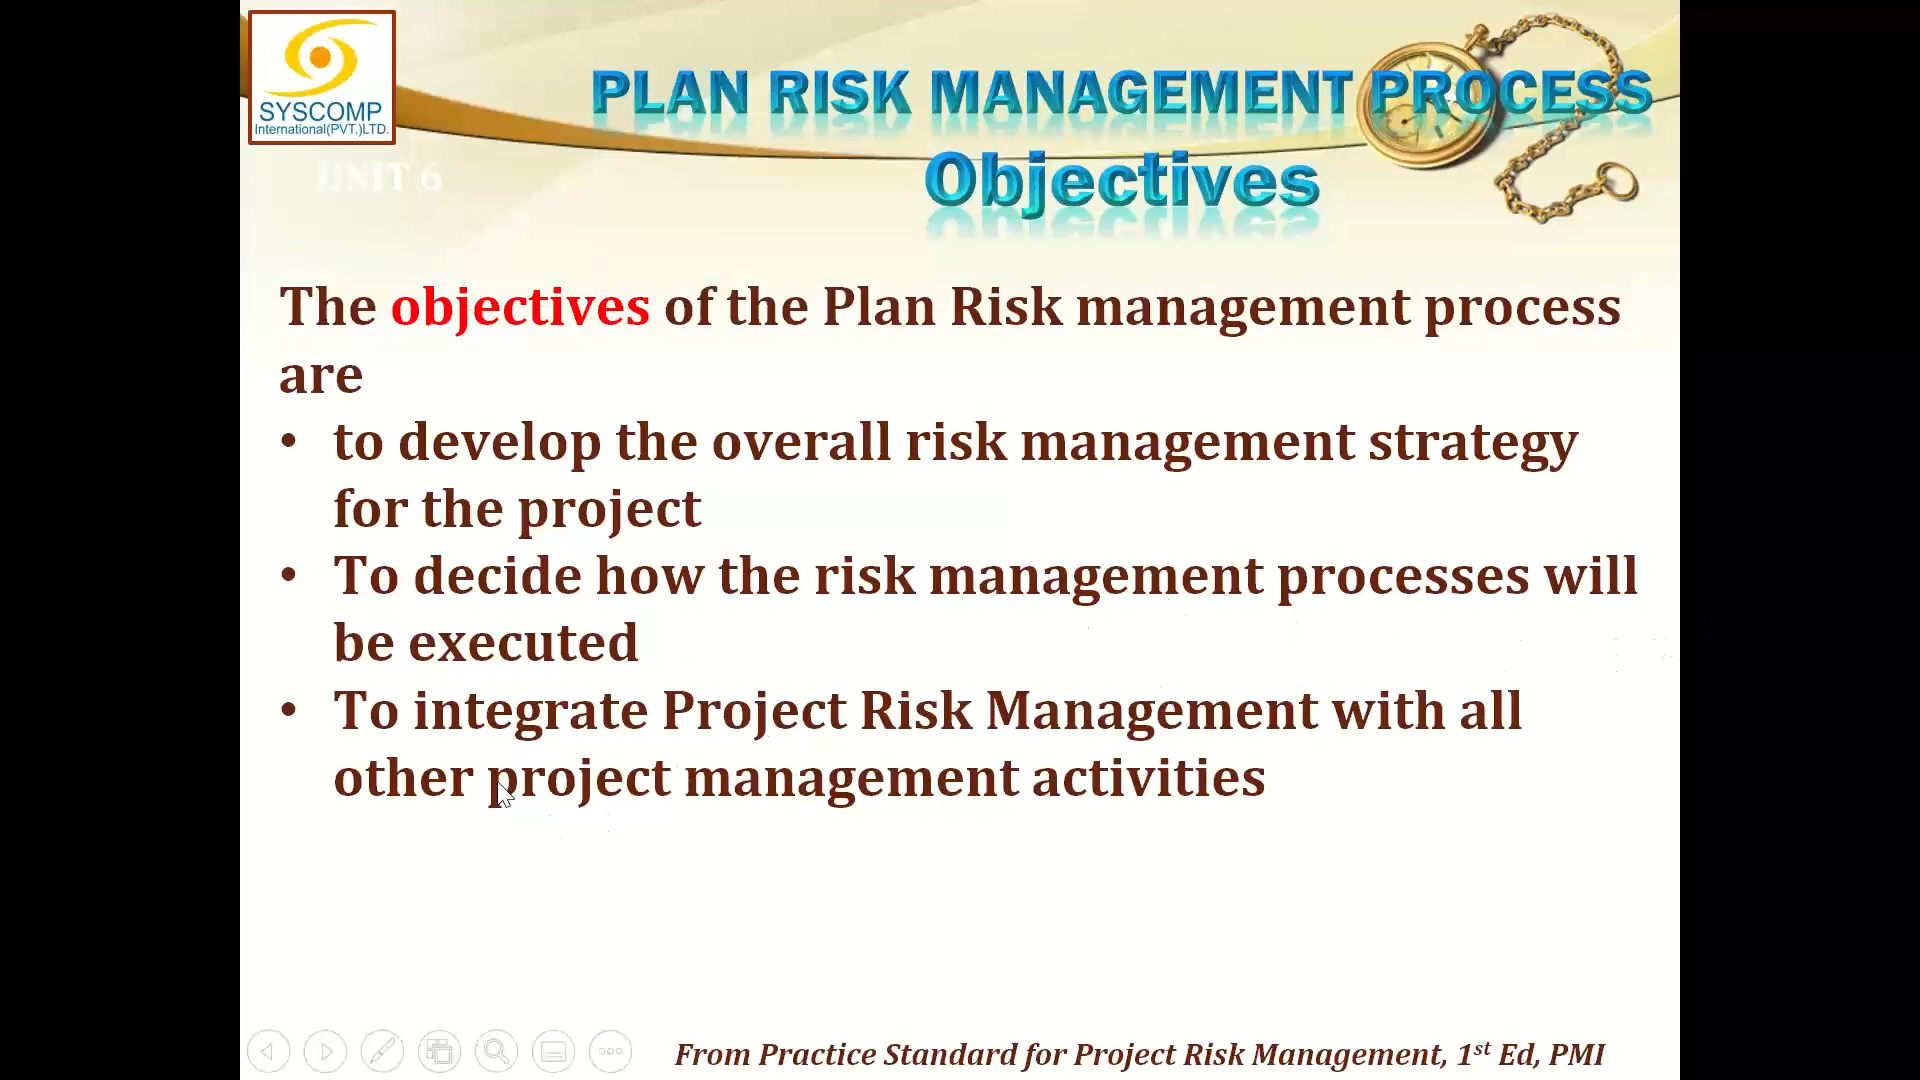 SYSCOMP
International(PVT.)LTD.
UNIT 6
PLAN RISK MANAGEMENT PROCESS
Objectives
The objectives of the Plan Risk management process
are
• to develop the overall risk management strategy
for the project
• To decide how the risk management processes will
be executed
• To integrate Project Risk Management with all
other project management activities
From Practice Standard for Project Risk Management, 1st Ed, PMI